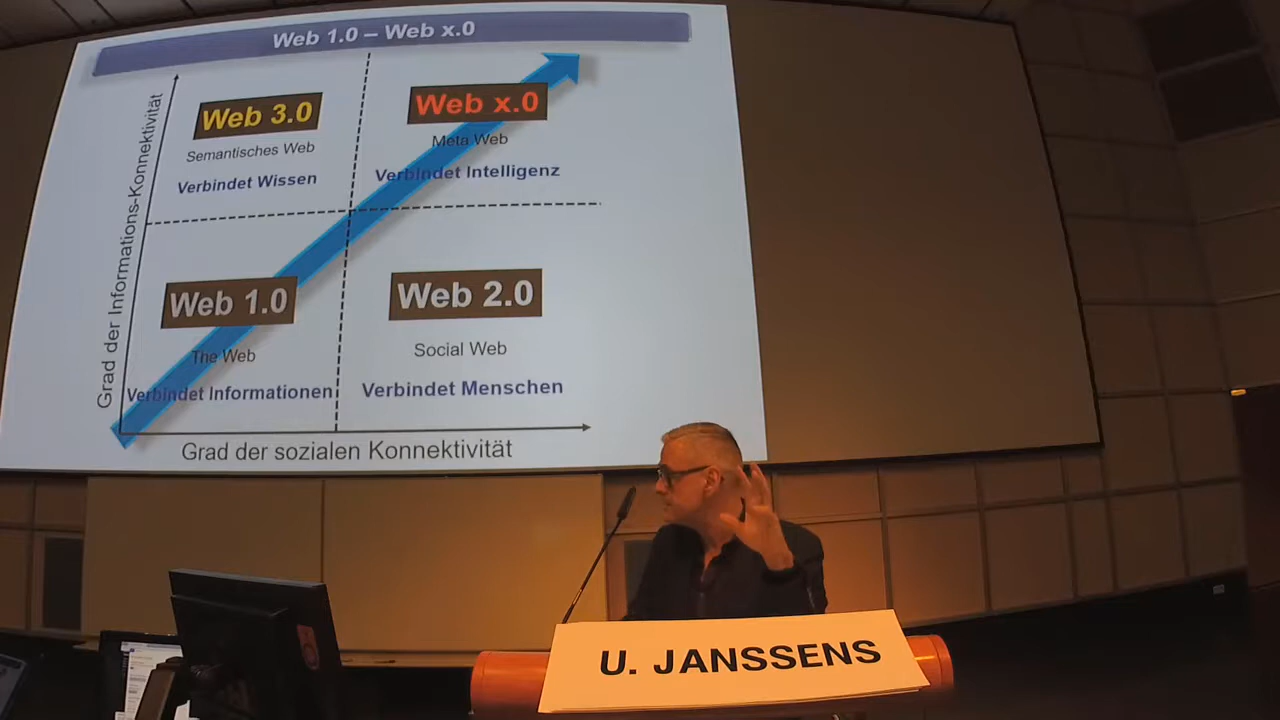 Web 1.0 – Web x.0
Grad der Informations-Konnektivität
Web 3.0
Semantisches Web
Verbindet Wissen
Web x.0
Meta Web
Verbindet Intelligenz
Web 1.0
The Web
Verbindet Informationen
Web 2.0
Social Web
Verbindet Menschen
Grad der sozialen Konnektivität
U. JANSSENS